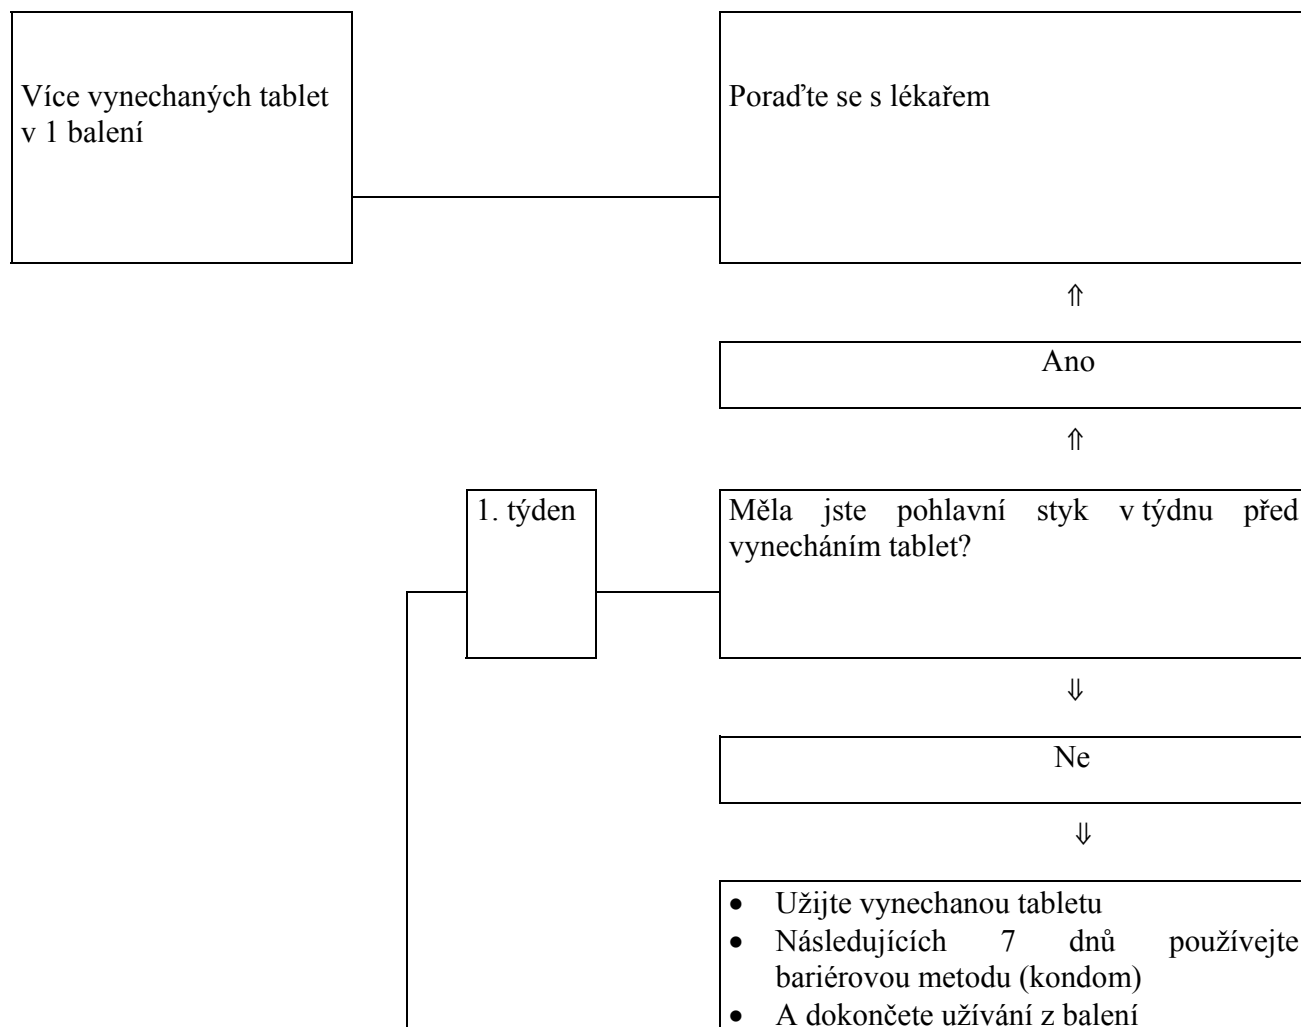 Více vynechaných tablet
v 1 balení
Poraďte se s lékařem
⇑
Ano
⇑
1. týden
Měla jste pohlavní styk v týdnu před
vynecháním tablet?
⇓
Ne
⇓
• Užijte vynechanou tabletu
• Následujících 7 dnů používejte
bariérovou metodu (kondom)
• A dokončete užívání z balení